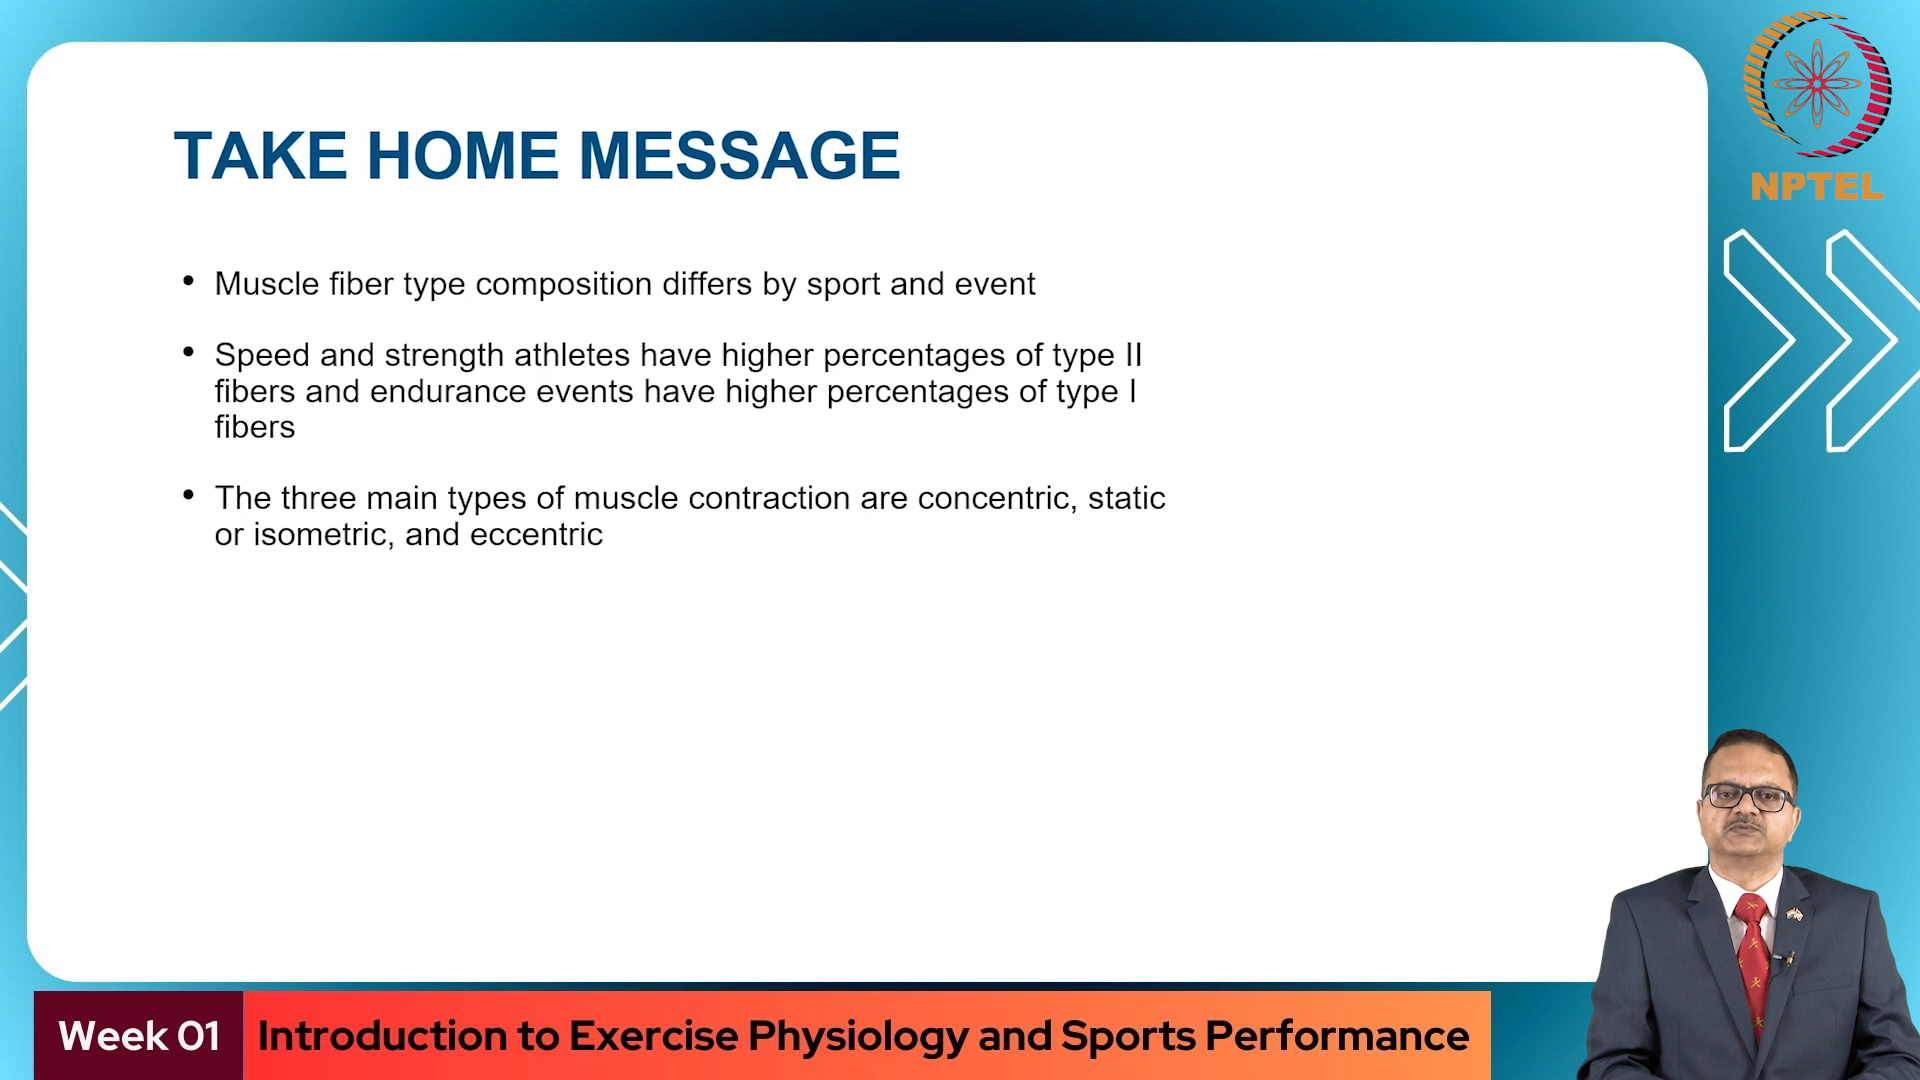 NPTEL
TAKE HOME MESSAGE
• Muscle fiber type composition differs by sport and event
• Speed and strength athletes have higher percentages of type II
fibers and endurance events have higher percentages of type I
fibers
• The three main types of muscle contraction are concentric, static
or isometric, and eccentric
Week 01 Introduction to Exercise Physiology and Sports Performance